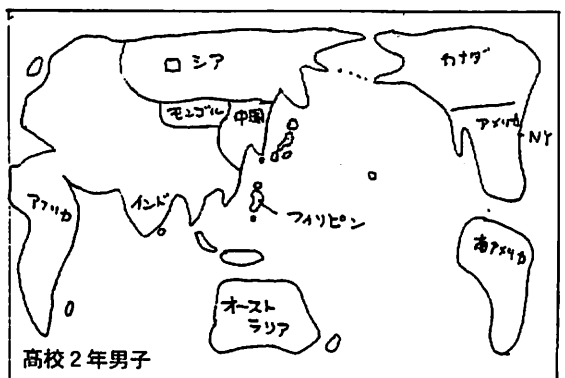 ロシア
カナダ
モンゴル
中国
アメリカ
NY
アフリカ
インド
フィリピン
南アメリカ
オースト
ラリア
高校2年男子